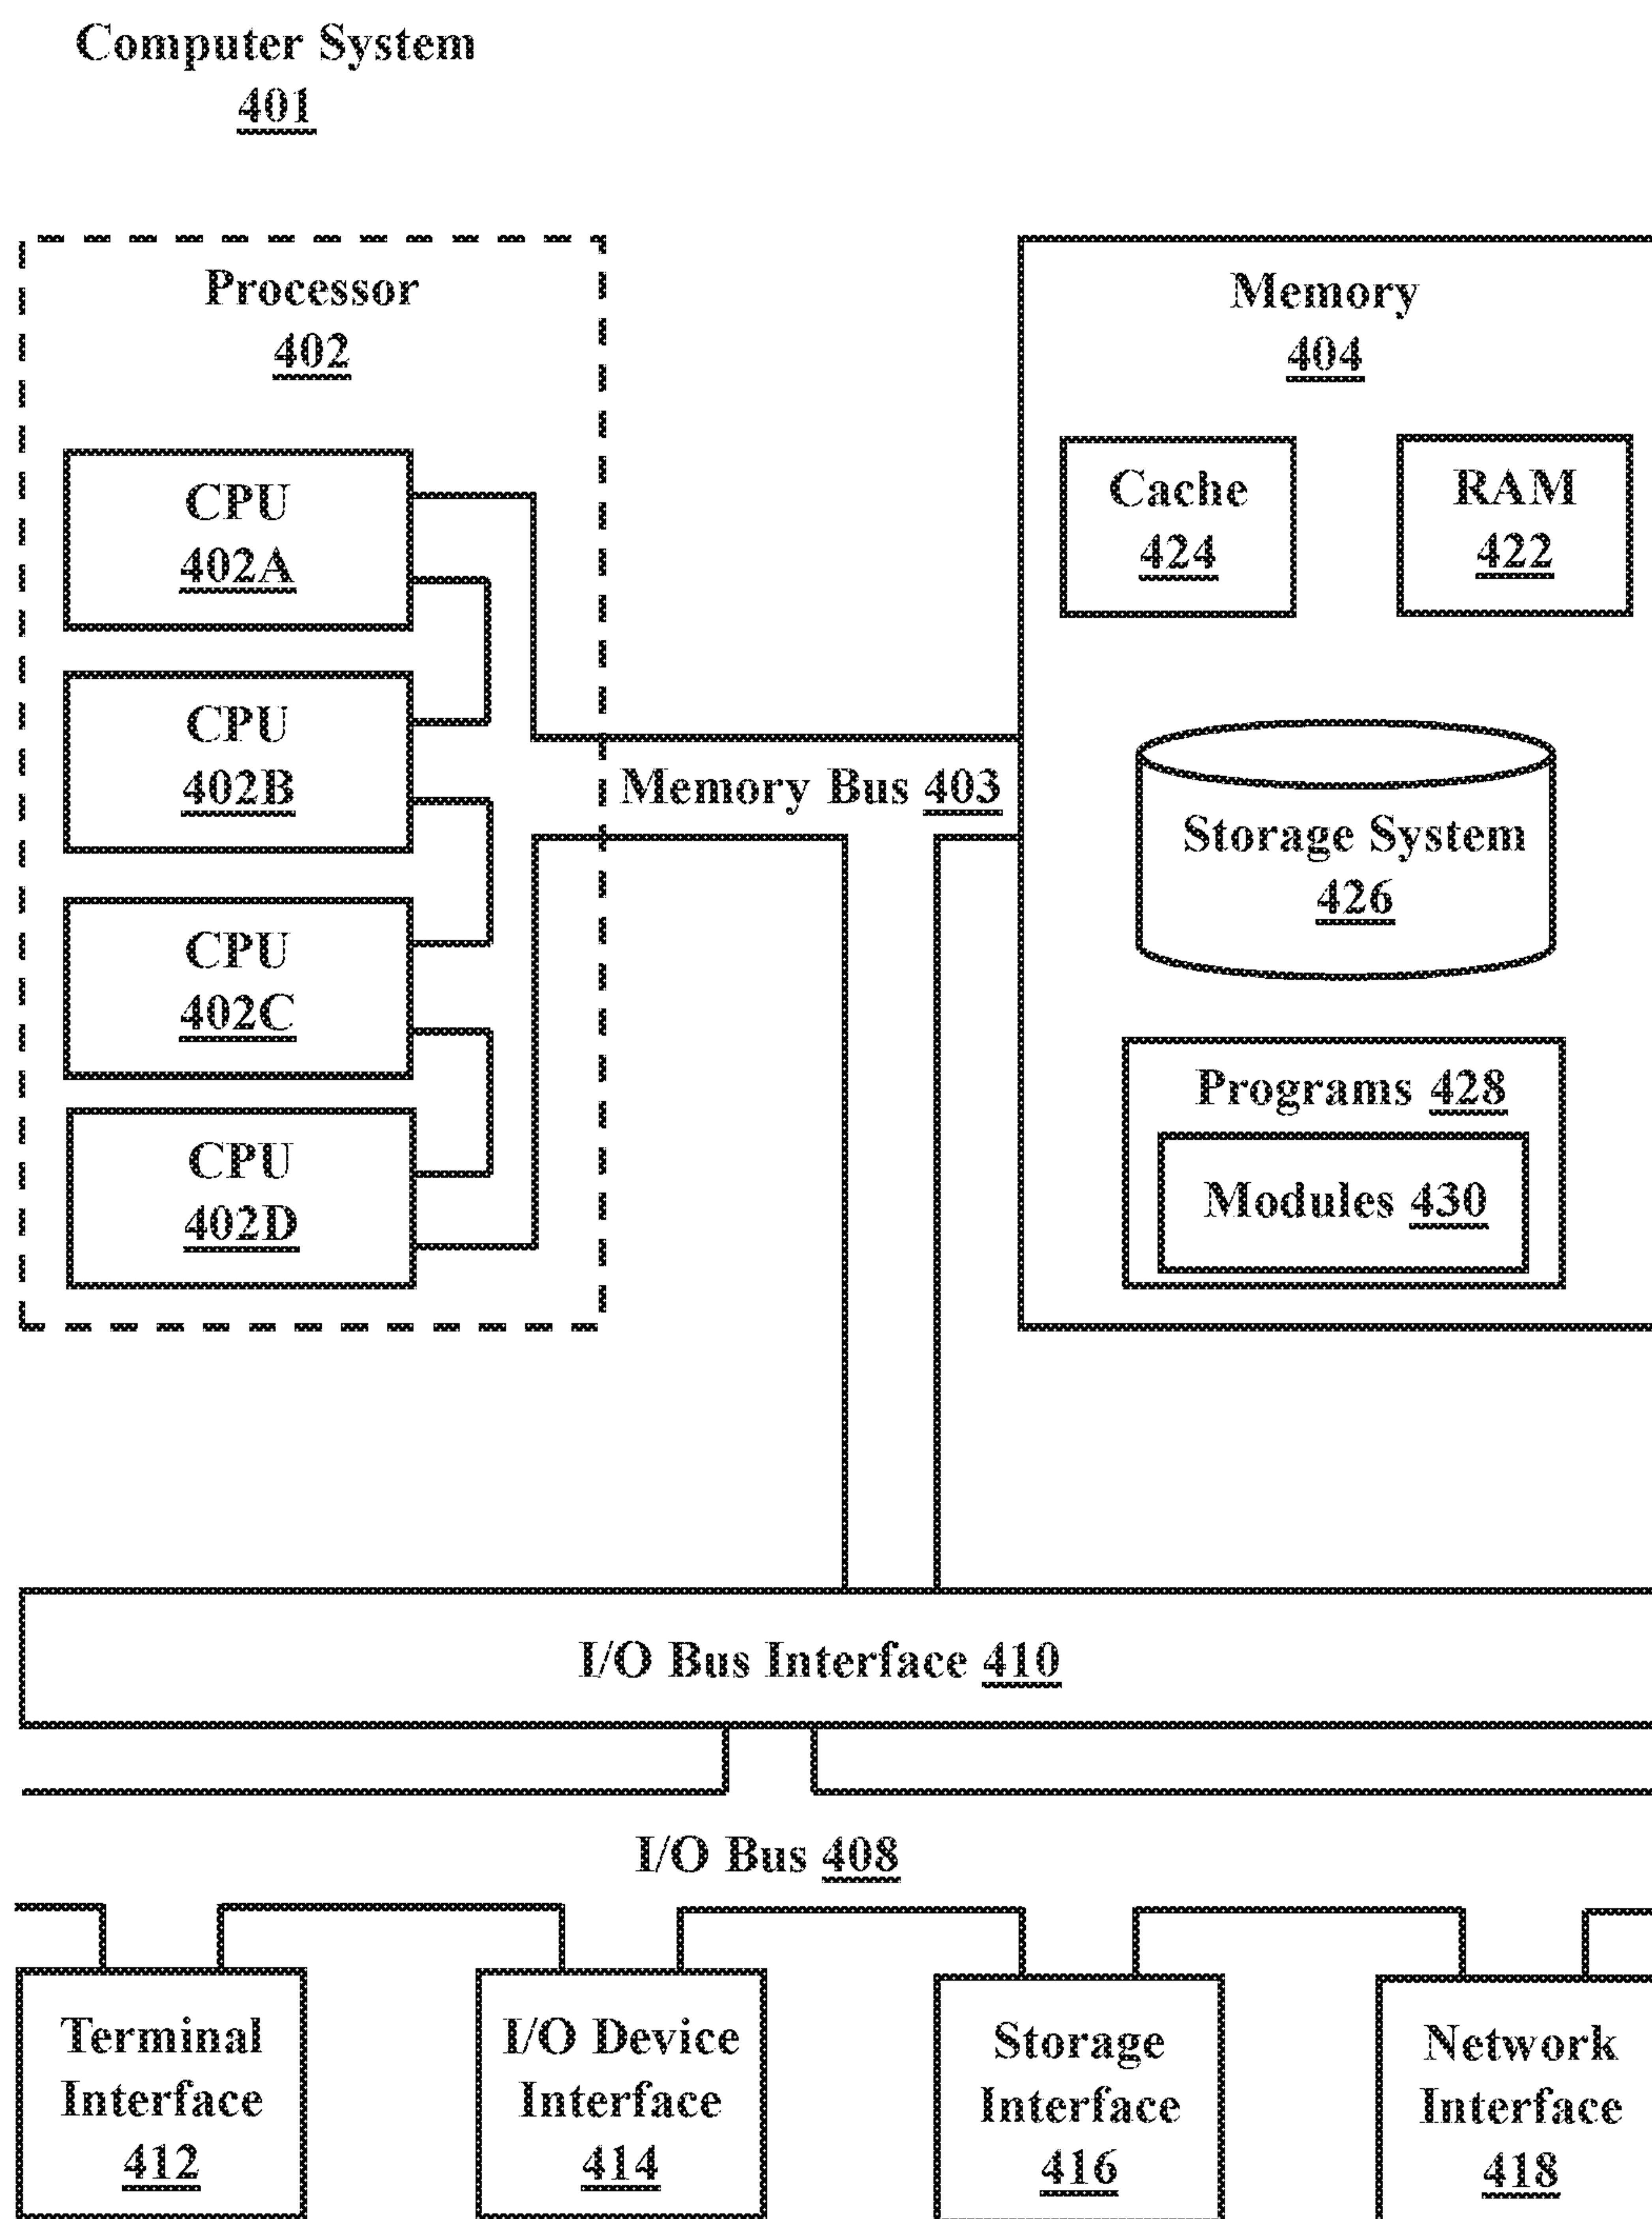 Computer System
401
Processor
402
CPU
402A
CPU
402B
CPU
402C
CPU
402D
Memory Bus 403
Memory
404
Cache
424
RAM
422
Storage System
426
Programs 428
Modules 430
I/O Bus Interface 410
I/O Bus 408
Terminal
Interface
412
I/O Device
Interface
414
Storage
Interface
416
Network
Interface
418